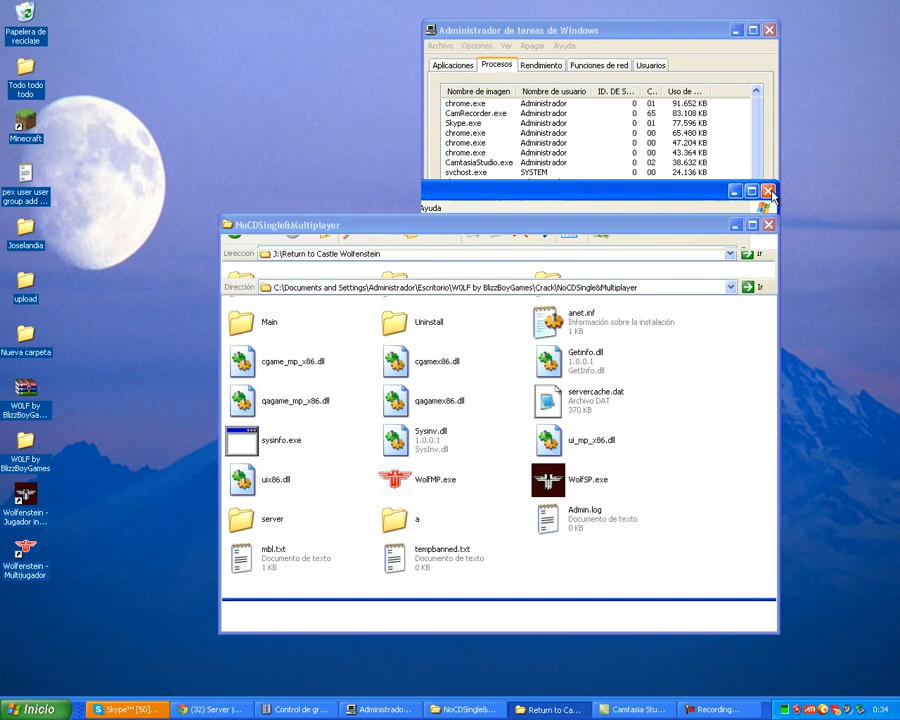 Papelera de
reciclaje
Todo todo
todo
Minecraft
pex user user
group add ...
Joselandia
upload
Nueva carpeta
W0LF by
BlizzBoyGa...
W0LF by
BlizzBoyGames
Wolfenstein -
Jugador in...
Wolfenstein -
Multijugador
Administrador de tareas de Windows
Archivo Opciones Ver Apagar Ayuda
Aplicaciones Procesos Rendimiento Funciones de red Usuarios
Nombre de imagen Nombre de usuario ID. DE S... C... Uso de ...
chrome.exe Administrador 0 01 91.652 KB
CamRecorder.exe Administrador 0 65 83.108 KB
Skype.exe Administrador 0 01 77.596 KB
chrome.exe Administrador 0 00 65.480 KB
chrome.exe Administrador 0 00 47.204 KB
chrome.exe Administrador 0 00 43.364 KB
CamtasiaStudio.exe Administrador 0 02 38.632 KB
svchost.exe SYSTEM 0 00 24.136 KB
Ayuda
NoCDSingle&Multiplayer
Dirección J:\Return to Castle Wolfenstein Ir
Dirección C:\Documents and Settings\Administrador\Escritorio\W0LF by BlizzBoyGames\Crack\NoCDSingle&Multiplayer Ir
Main
Uninstall
anet.inf
Información sobre la instalación
1 KB
cgame_mp_x86.dll
cgamex86.dll
GetInfo.dll
1.0.0.1
GetInfo.dll
qagame_mp_x86.dll
qagamex86.dll
servercache.dat
Archivo DAT
370 KB
sysinfo.exe
Sysinv.dll
1.0.0.1
SysInv.dll
ui_mp_x86.dll
uix86.dll
WolfMP.exe
WolfSP.exe
server
a
Admin.log
Documento de texto
0 KB
mbl.txt
Documento de texto
1 KB
tempbanned.txt
Documento de texto
0 KB
Inicio
Skype™ [50]...
(32) Server |...
Control de gr...
Administrado...
NoCDSingle&...
Return to Ca...
Camtasia Stu...
Recording...
ATI
0:34